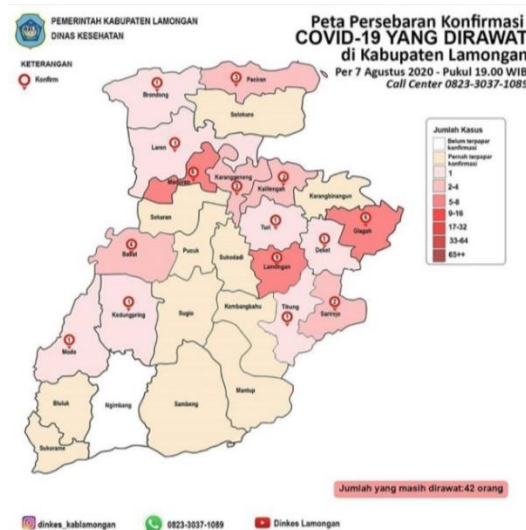 PEMERINTAH KABUPATEN LAMONGAN
DINAS KESEHATAN
Peta Persebaran Konfirmasi
COVID-19 YANG DIRAWAT
di Kabupaten Lamongan
Per 7 Agustus 2020 - Pukul 19.00 WIB
Call Center 0823-3037-1089
KETERANGAN
Konfirm
Jumlah Kasus
Belum terpapar
konfirmasi
Pernah terpapar
konfirmasi
1
2-4
5-8
9-16
17-32
33-64
65++
Brondong
Paciran
Solokuro
Laren
Maduran
Karanggeneng
Kalitengah
Karangbinangun
Sekaran
Turi
Glagah
Babat
Pucuk
Sukodadi
Deket
Lamongan
Kedungpring
Sugio
Kembangbahu
Tikung
Sarirejo
Modo
Mantup
Bluluk
Ngimbang
Sambeng
Sukorame
Jumlah yang masih dirawat:42 orang
dinkes_kablamongan
0823-3037-1089
Dinkes Lamongan